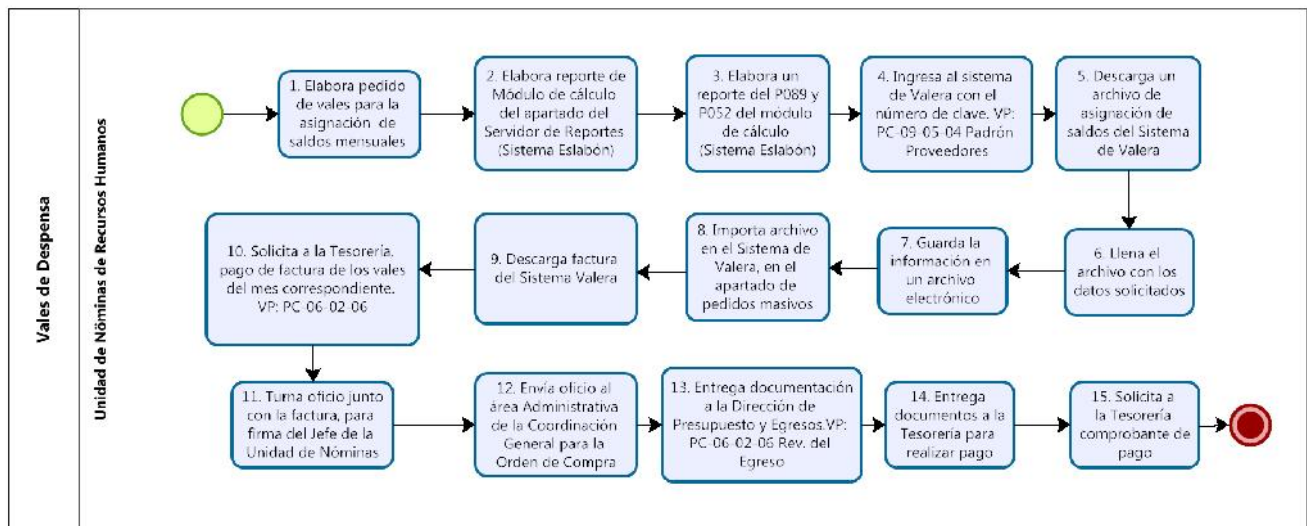 Vales de Despensa
Unidad de Nóminas de Recursos Humanos
1. Elabora pedido
de vales para la
asignación de
saldos mensuales
2. Elabora reporte de
Módulo de cálculo
del apartado del
Servidor de Reportes
(Sistema Eslabón)
3. Elabora un
reporte del P089 y
P052 del módulo
de cálculo
(Sistema Eslabón)
4. Ingresa al sistema
de Valera con el
número de clave. VP:
PC-09-05-04 Padrón
Proveedores
5. Descarga un
archivo de
asignación de
saldos del Sistema
de Valera
6. Llena el
archivo con los
datos solicitados
7. Guarda la
información en
un archivo
electrónico
8. Importa archivo
en el Sistema de
Valera, en el
apartado de
pedidos masivos
9. Descarga factura
del Sistema Valera
10. Solicita a la Tesorería,
pago de factura de los vales
del mes correspondiente.
VP: PC-06-02-06
11. Turna oficio junto
con la factura, para
firma del Jefe de la
Unidad de Nóminas
12. Envía oficio al
área Administrativa
de la Coordinación
General para la
Orden de Compra
13. Entrega documentación
a la Dirección de
Presupuesto y Egresos.VP:
PC-06-02-06 Rev. del
Egreso
14. Entrega
documentos a la
Tesorería para
realizar pago
15. Solicita a
la Tesorería
comprobante de
pago